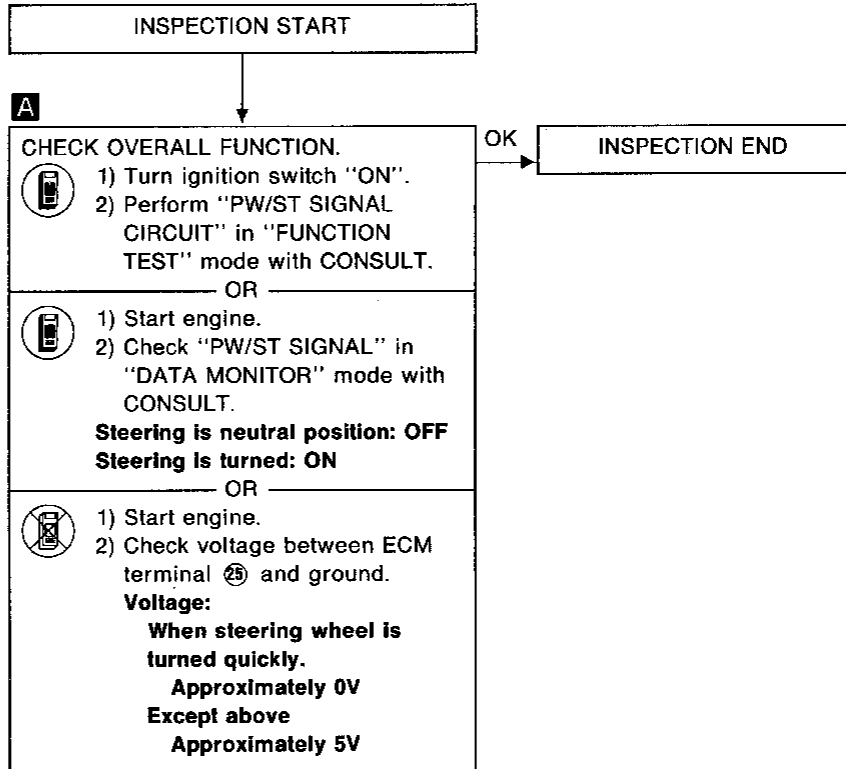 INSPECTION START
A
CHECK OVERALL FUNCTION.
1) Turn ignition switch "ON".
2) Perform "PW/ST SIGNAL
CIRCUIT" in "FUNCTION
TEST" mode with CONSULT.
OR
1) Start engine.
2) Check "PW/ST SIGNAL" in
"DATA MONITOR" mode with
CONSULT.
Steering is neutral position: OFF
Steering is turned: ON
OR
1) Start engine.
2) Check voltage between ECM
terminal ㉕ and ground.
Voltage:
When steering wheel is
turned quickly.
Approximately 0V
Except above
Approximately 5V
OK
INSPECTION END